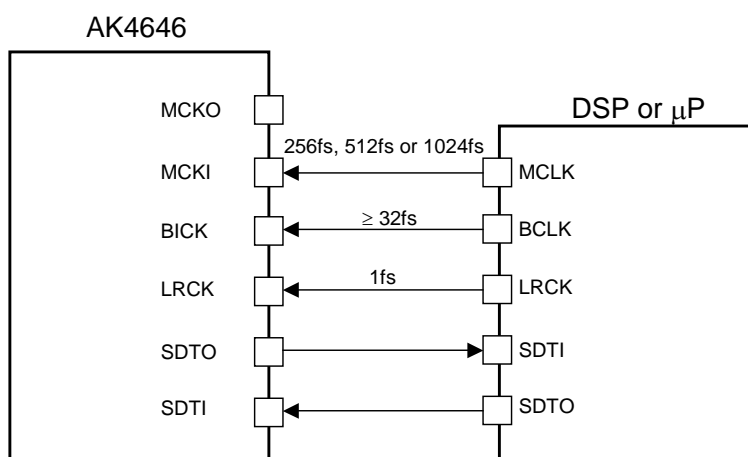 AK4646
DSP or μP
MCKO
256fs, 512fs or 1024fs
MCKI
MCLK
≥ 32fs
BICK
BCLK
1fs
LRCK
LRCK
SDTO
SDTI
SDTI
SDTO